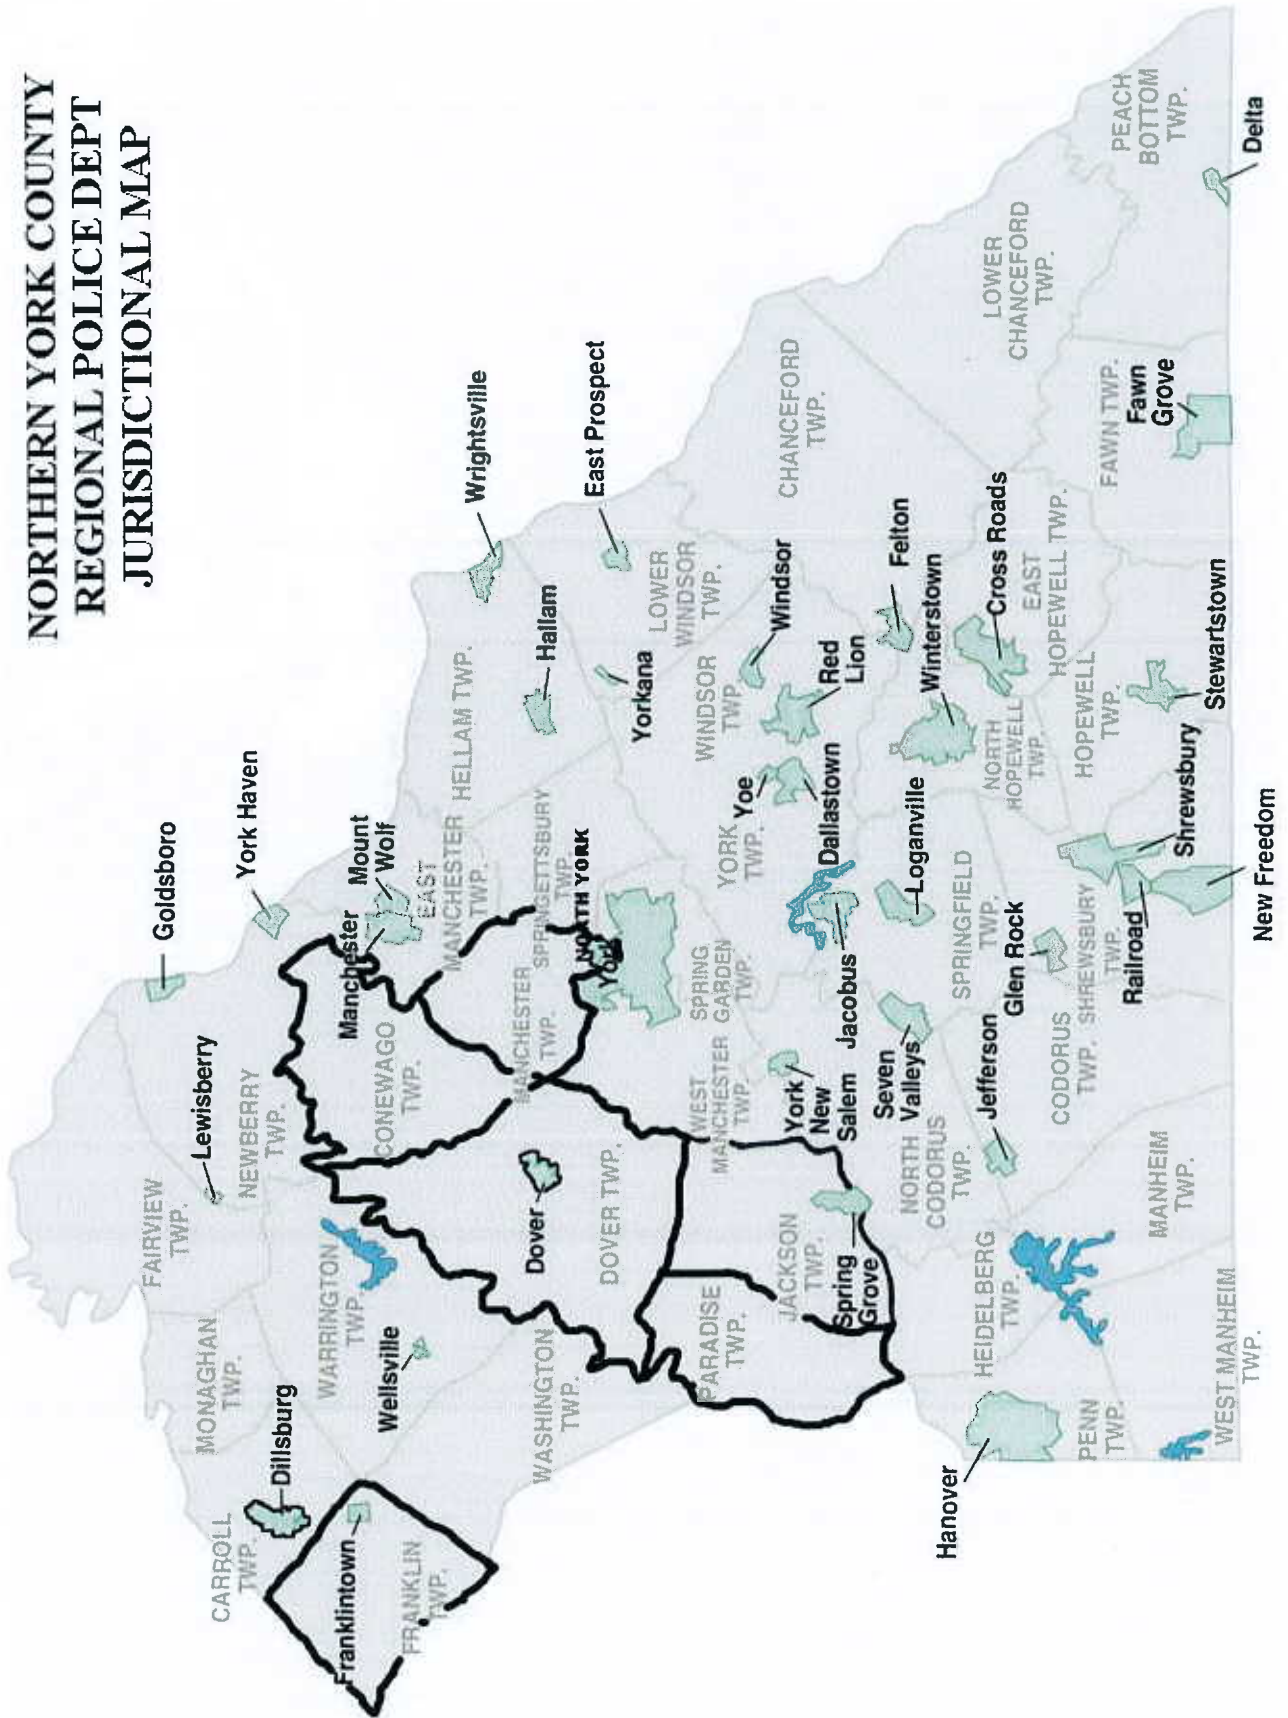 NORTHERN YORK COUNTY
REGIONAL POLICE DEPT
JURISDICTIONAL MAP
CARROLL
TWP.
Dillsburg
Franklintown
FRANKLIN
TWP.
MONAGHAN
TWP.
FAIRVIEW
TWP.
Lewisberry
NEWBERRY
TWP.
Goldsboro
York Haven
WARRINGTON
TWP.
Wellsville
WASHINGTON
TWP.
CONEWAGO
TWP.
Manchester
Mount
Wolf
EAST
MANCHESTER
TWP.
HELLAM TWP.
Hallam
Wrightsville
East Prospect
Yorkana
LOWER
WINDSOR
TWP.
Dover
DOVER TWP.
MANCHESTER
TWP.
SPRINGETTSBURY
TWP.
NORTH YORK
York
SPRING
GARDEN
TWP.
WEST
MANCHESTER
TWP.
YORK
TWP.
Yoe
Dallastown
WINDSOR
TWP.
Windsor
Red
Lion
CHANCEFORD
TWP.
Felton
Winterstown
Cross Roads
PARADISE
TWP.
JACKSON
TWP.
Spring
Grove
York
New
Salem
Jacobus
Seven
Valleys
Loganville
NORTH
CODORUS
TWP.
SPRINGFIELD
TWP.
NORTH
HOPEWELL
TWP.
EAST
HOPEWELL TWP.
HOPEWELL
TWP.
LOWER
CHANCEFORD
TWP.
PEACH
BOTTOM
TWP.
Delta
FAWN TWP.
Fawn
Grove
Stewartstown
Shrewsbury
New Freedom
Railroad
SHREWSBURY
TWP.
Glen Rock
Jefferson
CODORUS
TWP.
HEIDELBERG
TWP.
MANHEIM
TWP.
Hanover
PENN
TWP.
WEST MANHEIM
TWP.